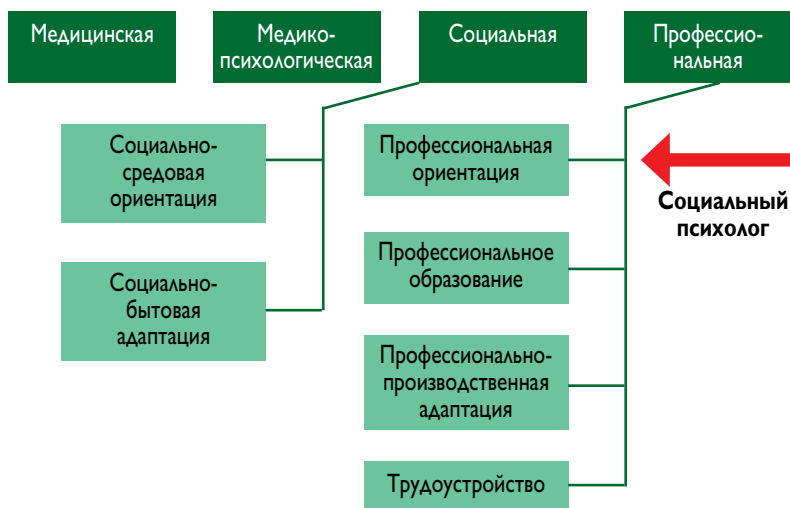 Медицинская
Медико-
психологическая
Социальная
Профессио-
нальная
Социально-
средовая
ориентация
Профессиональная
ориентация
Социальный
психолог
Профессиональное
образование
Социально-
бытовая
адаптация
Профессионально-
производственная
адаптация
Трудоустройство